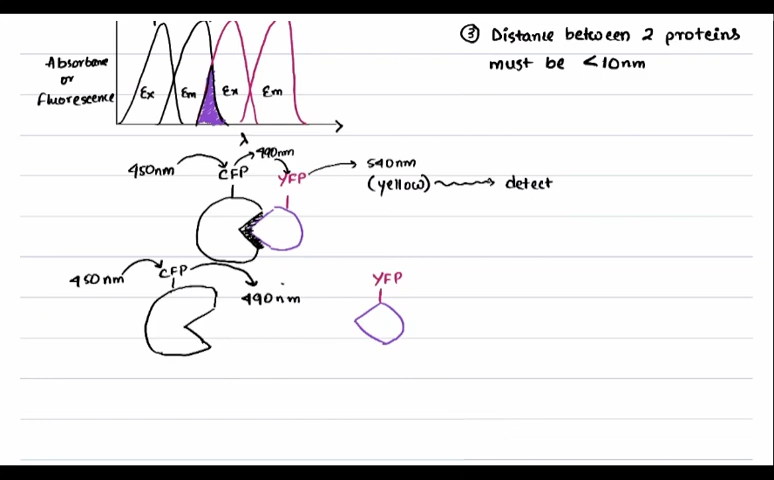 ③ Distance between 2 proteins
must be <10nm
Absorbane
or
Fluorescence
Ex
Em
Ex
Em
λ
450nm
CFP
490nm
YFP
540nm
(yellow)
detect
450nm
CFP
490nm
YFP